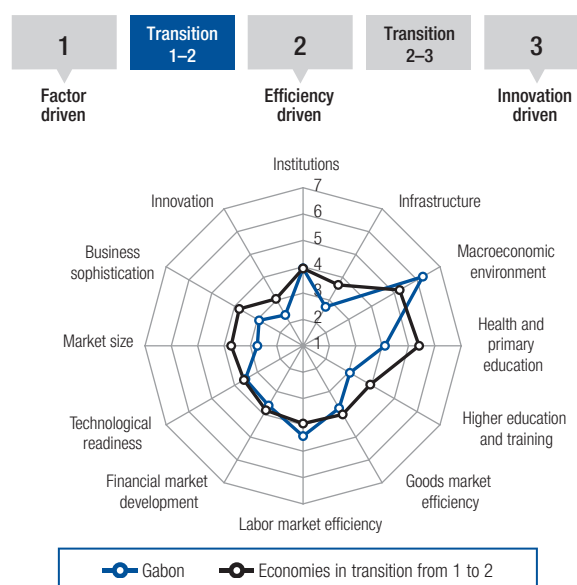 1
Transition
1–2
2
Transition
2–3
3
Factor
driven
Efficiency
driven
Innovation
driven
Institutions
Infrastructure
Macroeconomic
environment
Health and
primary
education
Higher education
and training
Goods market
efficiency
Labor market efficiency
Financial market
development
Technological
readiness
Market size
Business
sophistication
Innovation
7
6
5
4
3
2
1
Gabon
Economies in transition from 1 to 2